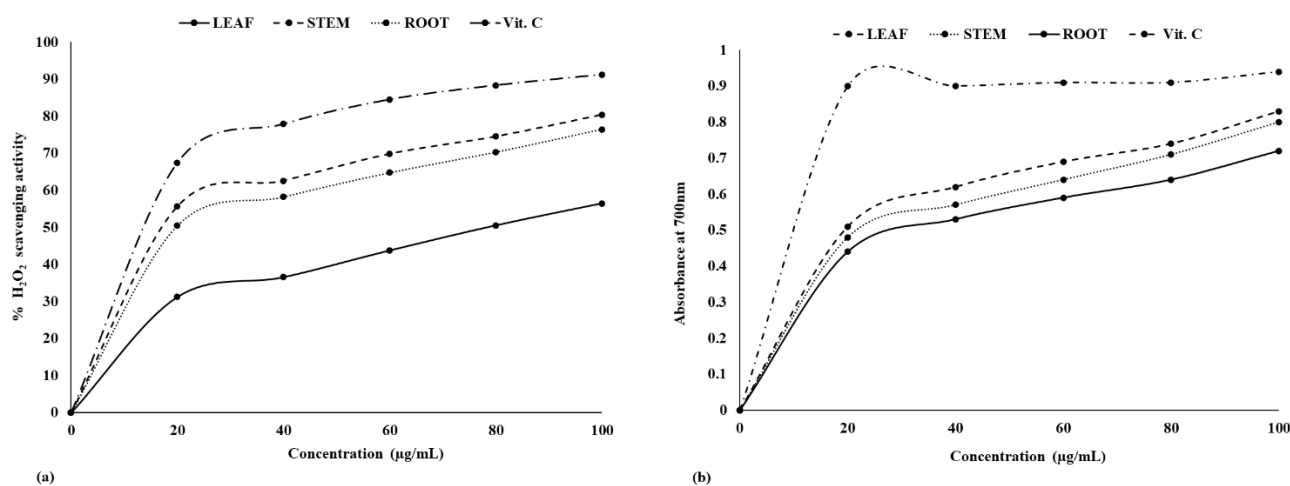 LEAF STEM ROOT Vit. C
100
90
80
70
60
50
40
30
20
10
0
% H₂O₂ scavenging activity
0 20 40 60 80 100
Concentration (µg/mL)
(a)
LEAF STEM ROOT Vit. C
1
0.9
0.8
0.7
0.6
0.5
0.4
0.3
0.2
0.1
0
Absorbance at 700nm
0 20 40 60 80 100
Concentration (µg/mL)
(b)